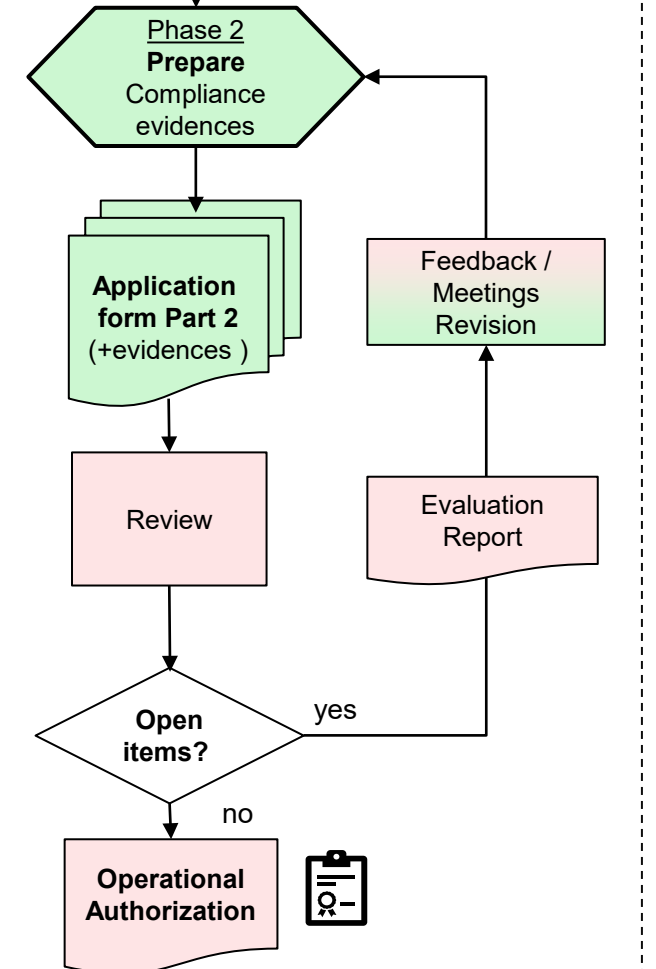 Phase 2
Prepare
Compliance
evidences
Application
form Part 2
(+evidences )
Feedback /
Meetings
Revision
Review
Evaluation
Report
Open
items?
yes
no
Operational
Authorization